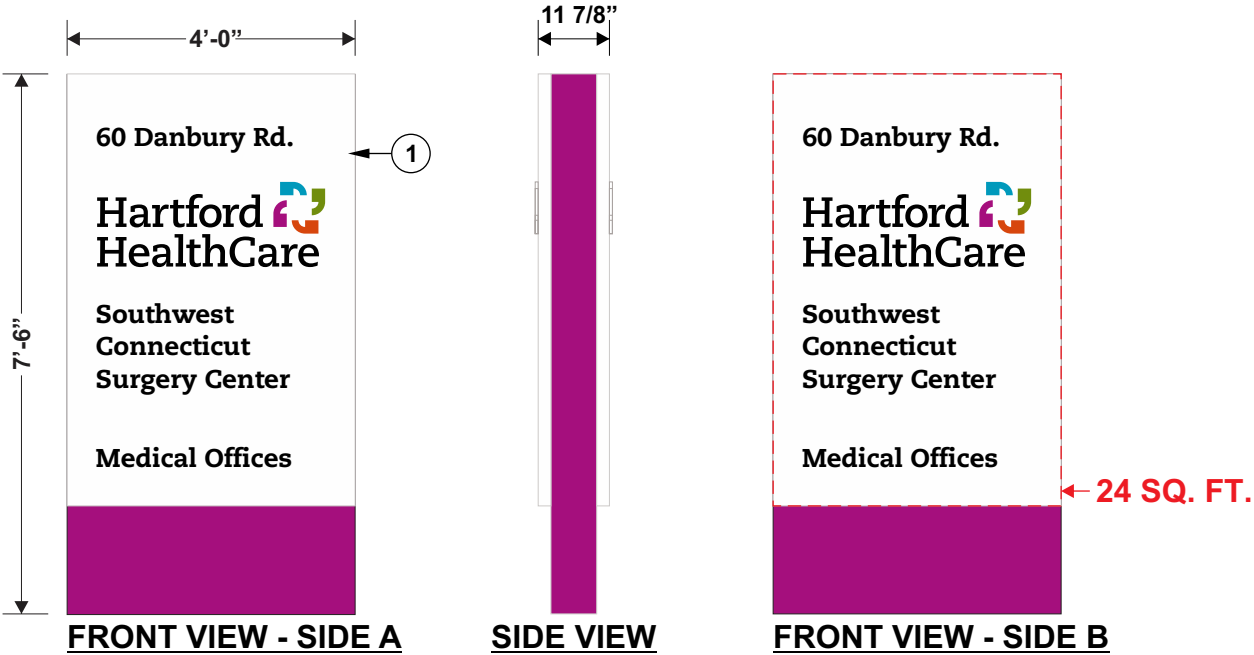 4’-0”
11 7/8”
7’-6”
60 Danbury Rd.
1
Hartford
HealthCare
Southwest
Connecticut
Surgery Center
Medical Offices
60 Danbury Rd.
Hartford
HealthCare
Southwest
Connecticut
Surgery Center
Medical Offices
24 SQ. FT.
FRONT VIEW - SIDE A
SIDE VIEW
FRONT VIEW - SIDE B